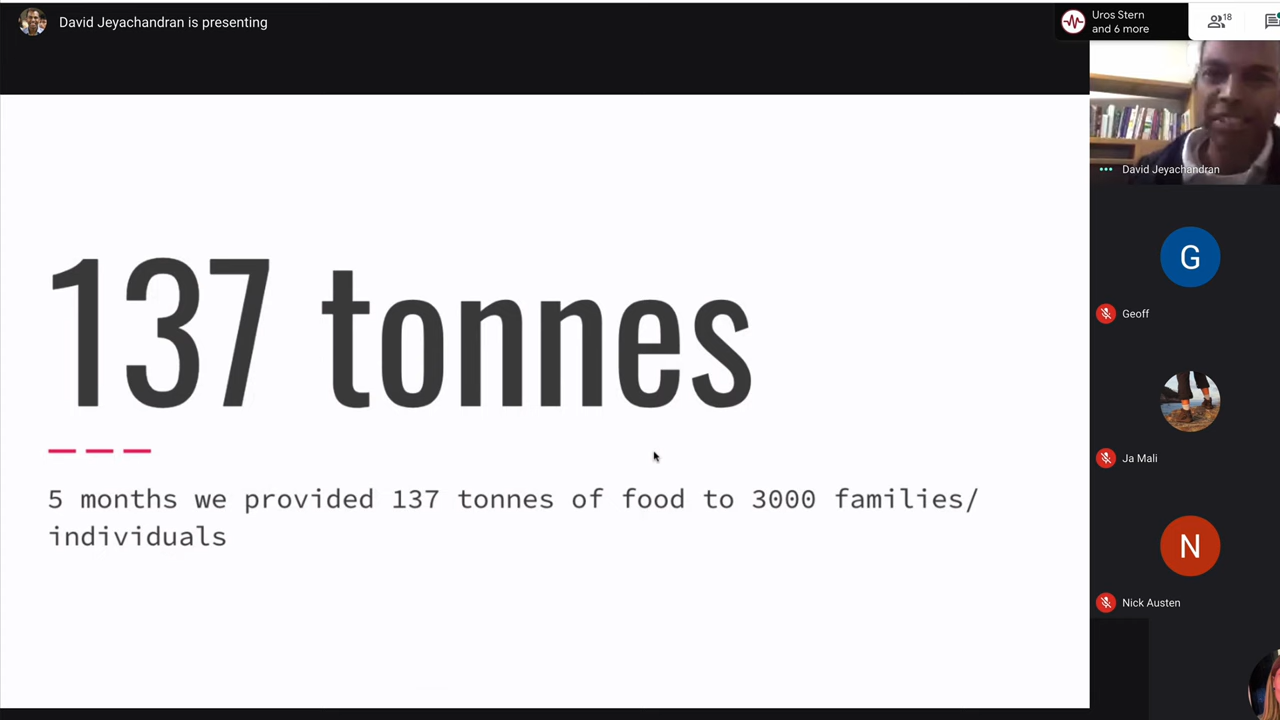 David Jeyachandran is presenting
Uros Stern
and 6 more
18
137 tonnes
5 months we provided 137 tonnes of food to 3000 families/
individuals
David Jeyachandran
G
Geoff
Ja Mali
N
Nick Austen